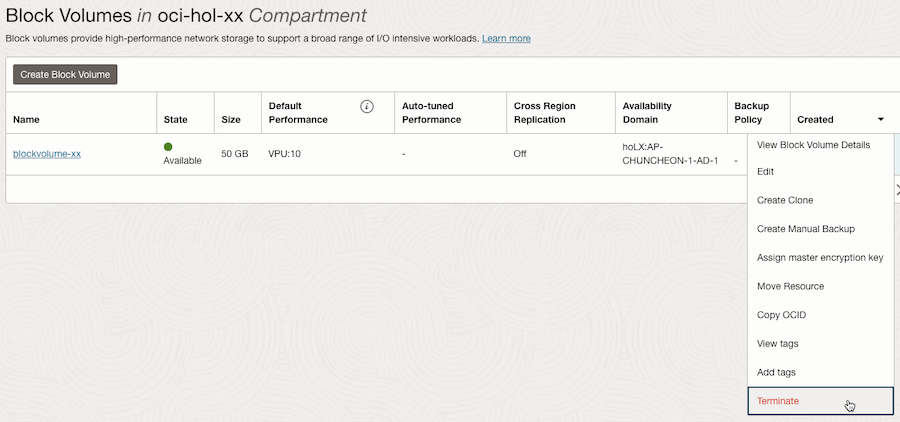 Block Volumes in oci-hol-xx Compartment
Block volumes provide high-performance network storage to support a broad range of I/O intensive workloads. Learn more
Create Block Volume
Name
State
Size
Default Performance
i
Auto-tuned Performance
Cross Region Replication
Availability Domain
Backup Policy
Created
blockvolume-xx
Available
50 GB
VPU:10
-
Off
hoLX:AP-
CHUNCHEON-1-AD-1
-
View Block Volume Details
Edit
Create Clone
Create Manual Backup
Assign master encryption key
Move Resource
Copy OCID
View tags
Add tags
Terminate